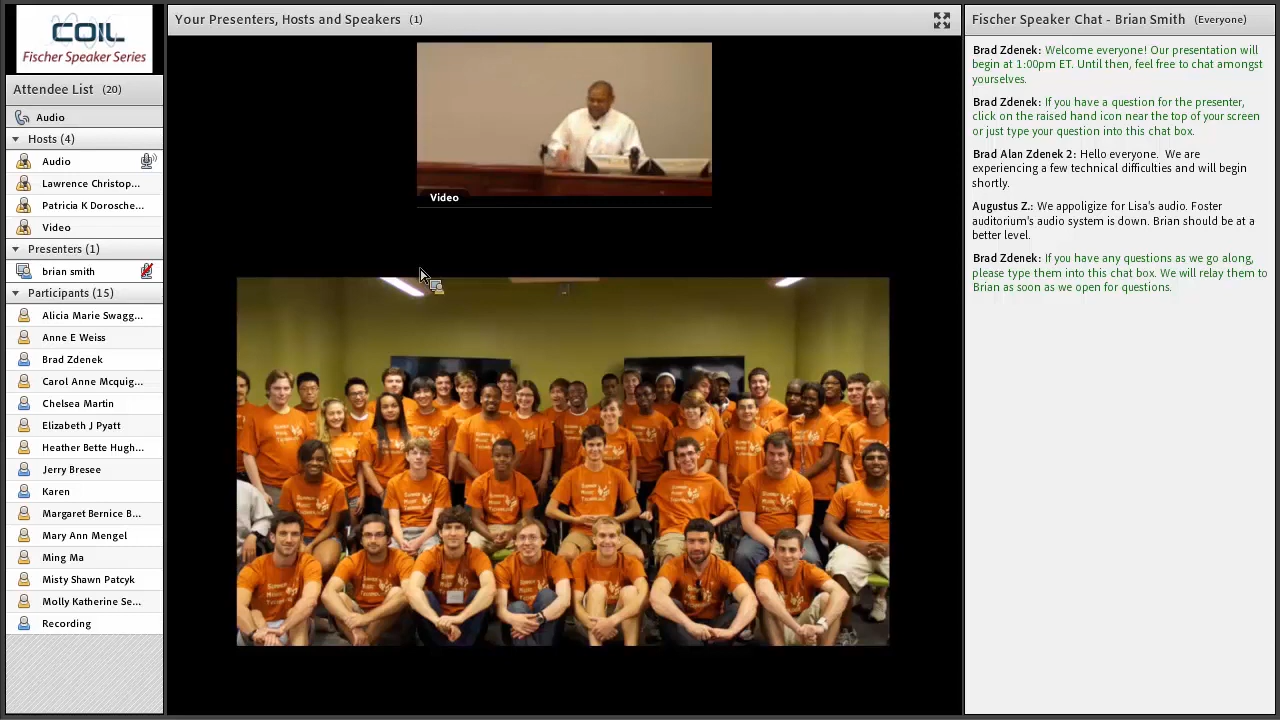 COIL
Fischer Speaker Series
Attendee List (20)
Audio
Hosts (4)
Audio
Lawrence Christop...
Patricia K Dorosche...
Video
Presenters (1)
brian smith
Participants (15)
Alicia Marie Swagg...
Anne E Weiss
Brad Zdenek
Carol Anne Mcquig...
Chelsea Martin
Elizabeth J Pyatt
Heather Bette Hugh...
Jerry Bresee
Karen
Margaret Bernice B...
Mary Ann Mengel
Ming Ma
Misty Shawn Patcyk
Molly Katherine Se...
Recording
Your Presenters, Hosts and Speakers (1)
Video
Summer
Music
Technology
Fischer Speaker Chat - Brian Smith (Everyone)
Brad Zdenek: Welcome everyone! Our presentation will
begin at 1:00pm ET. Until then, feel free to chat amongst
yourselves.
Brad Zdenek: If you have a question for the presenter,
click on the raised hand icon near the top of your screen
or just type your question into this chat box.
Brad Alan Zdenek 2: Hello everyone. We are
experiencing a few technical difficulties and will begin
shortly.
Augustus Z.: We appoligize for Lisa's audio. Foster
auditorium's audio system is down. Brian should be at a
better level.
Brad Zdenek: If you have any questions as we go along,
please type them into this chat box. We will relay them to
Brian as soon as we open for questions.